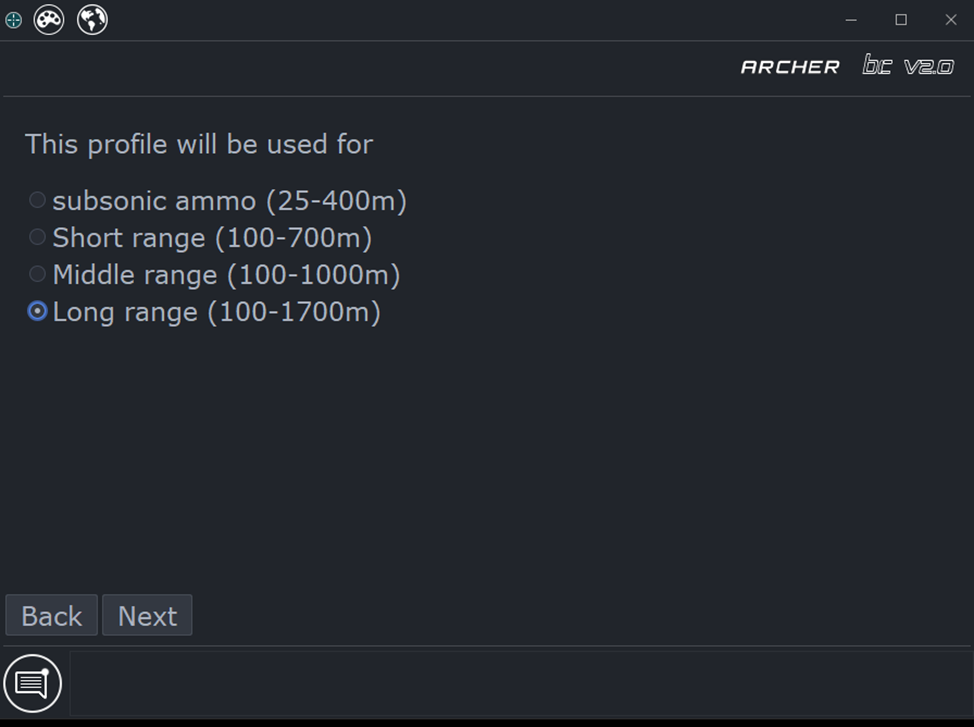 ARCHER bc v2.0
This profile will be used for
subsonic ammo (25-400m)
Short range (100-700m)
Middle range (100-1000m)
Long range (100-1700m)
Back Next